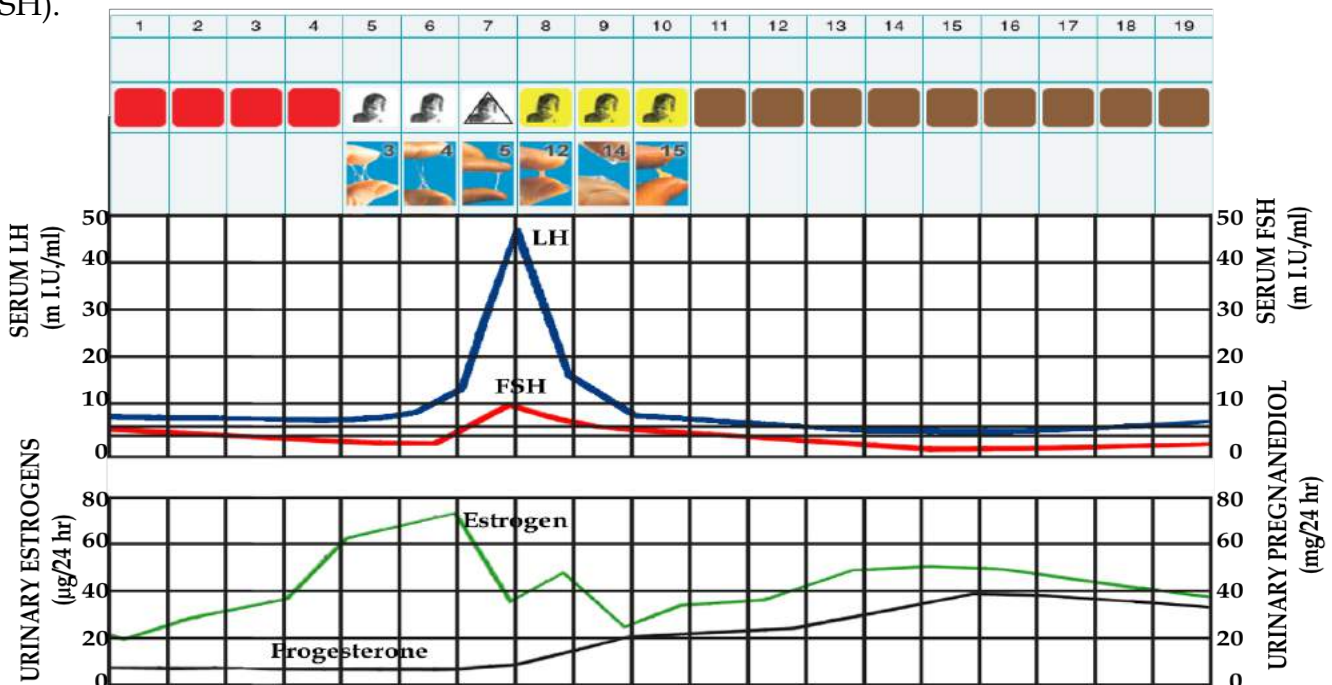 SH).
1 2 3 4 5 6 7 8 9 10 11 12 13 14 15 16 17 18 19
3 4 5 12 14 15
SERUM LH
(m I.U./ml)
50
40
30
20
10
0
LH
FSH
50
40
30
20
10
0
SERUM FSH
(m I.U./ml)
URINARY ESTROGENS
(μg/24 hr)
80
60
40
20
0
Estrogen
Frogesterone
80
60
40
20
0
URINARY PREGNANEDIOL
(mg/24 hr)